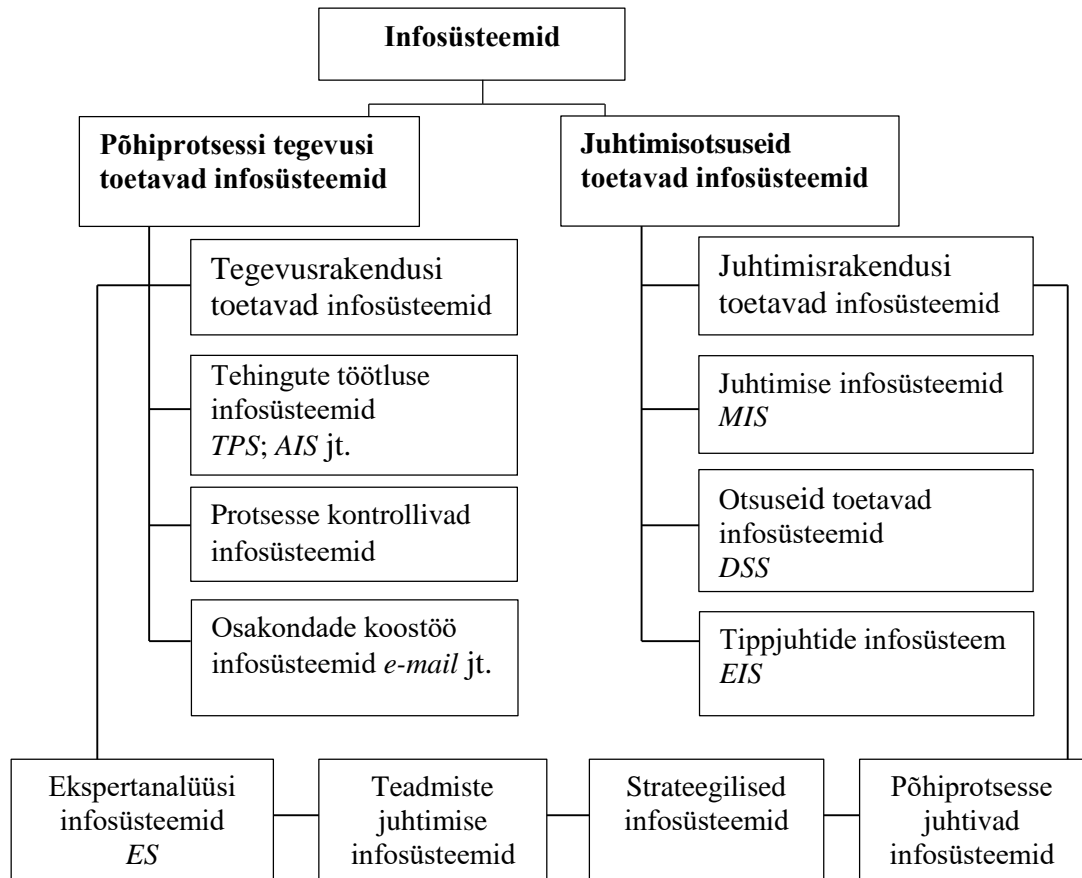 Infosüsteemid
Põhiprotsessi tegevusi
toetavad infosüsteemid
Juhtimisotsuseid
toetavad infosüsteemid
Tegevusrakendusi
toetavad infosüsteemid
Tehingute töötluse
infosüsteemid
TPS; AIS jt.
Protsesse kontrollivad
infosüsteemid
Osakondade koostöö
infosüsteemid e-mail jt.
Juhtimisrakendusi
toetavad infosüsteemid
Juhtimise infosüsteemid
MIS
Otsuseid toetavad
infosüsteemid
DSS
Tippjuhtide infosüsteem
EIS
Ekspertanalüüsi
infosüsteemid
ES
Teadmiste
juhtimise
infosüsteemid
Strateegilised
infosüsteemid
Põhiprotsesse
juhtivad
infosüsteemid